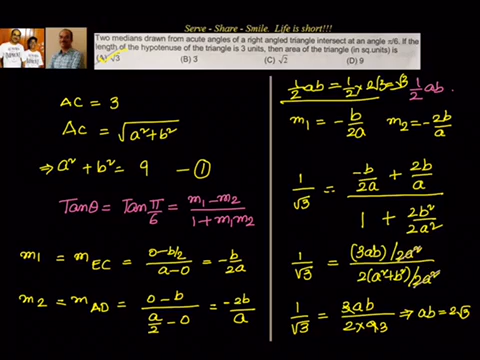 Serve - Share - Smile. Life is short!!!
Two medians drawn from acute angles of a right angled triangle intersect at an angle π/6. If the
length of the hypotenuse of the triangle is 3 units, then area of the triangle (in sq.units) is
(A) √3 (B) 3 (C) √2 (D) 9
AC = 3
AC = √(a² + b²)
⇒ a² + b² = 9 — ①
Tanθ = Tan π/6 = (m₁ - m₂)/(1 + m₁m₂)
m₁ = m_EC = (0 - b/2)/(a - 0) = -b/2a
m₂ = m_AD = (0 - b)/(a/2 - 0) = -2b/a
½ab = ½ × 2√3 = √3 ½ab.
m₁ = -b/2a m₂ = -2b/a
1/√3 = (-b/2a + 2b/a)/(1 + 2b²/2a²)
1/√3 = (3ab)/2a² / 2(a²+b²)/2a²
1/√3 = 3ab/(2 × 9 3) ⇒ ab = 2√3